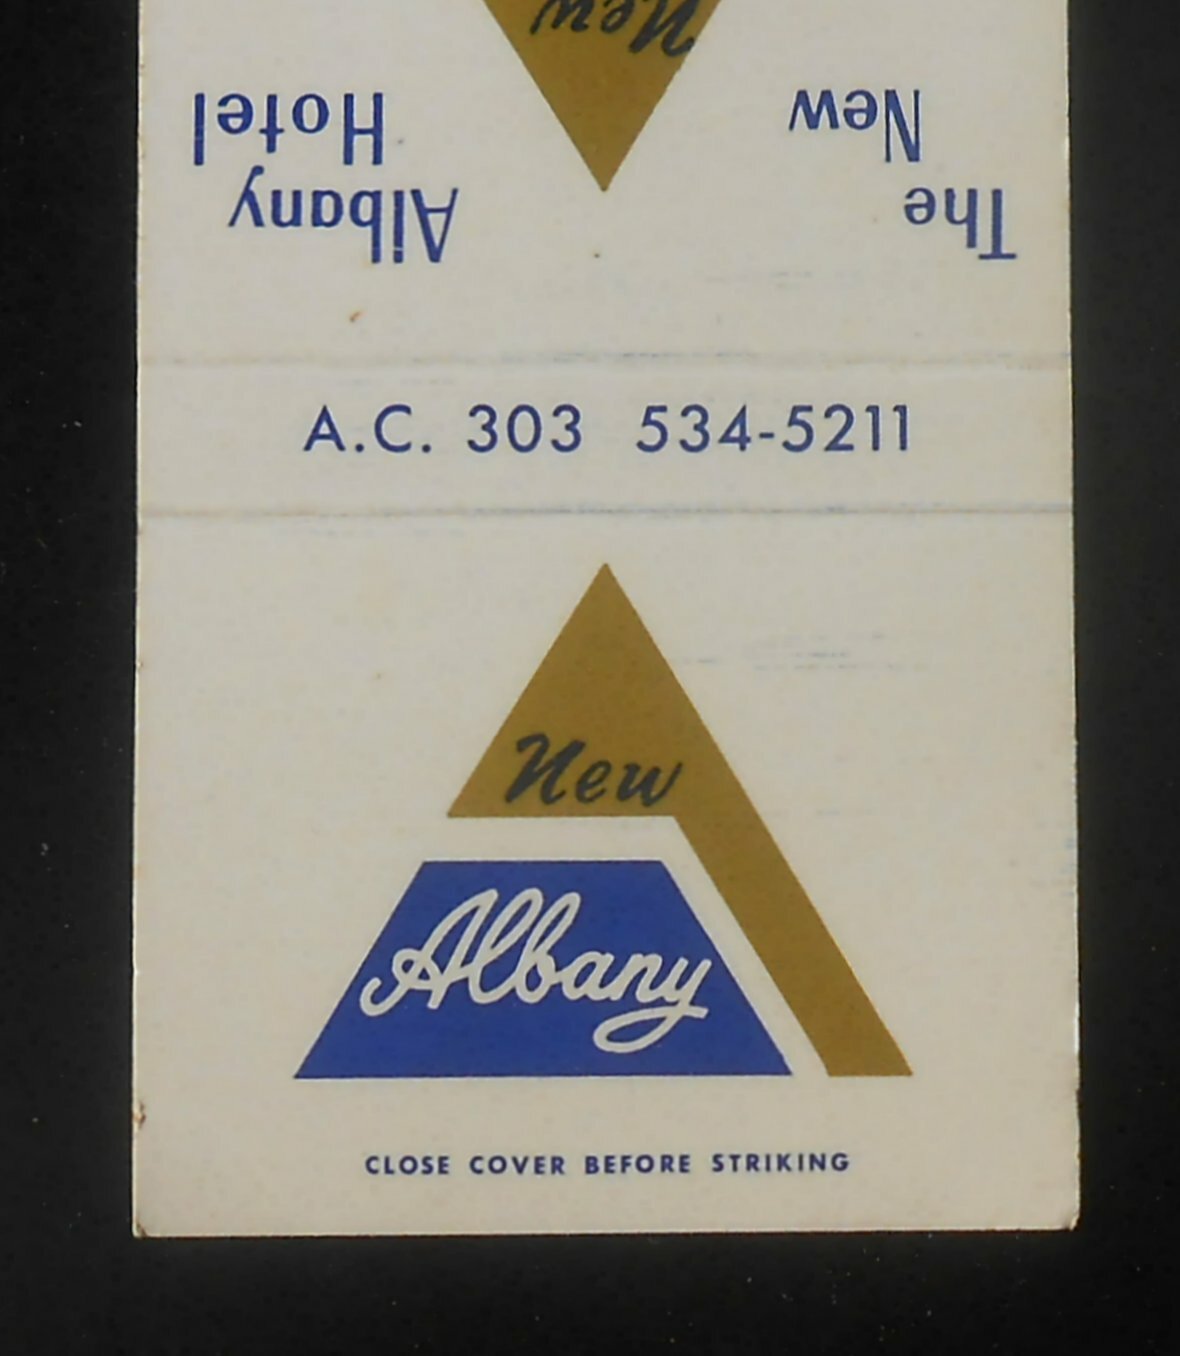 New
The Albany
New Hotel
A.C. 303 534-5211
New
Albany
CLOSE COVER BEFORE STRIKING